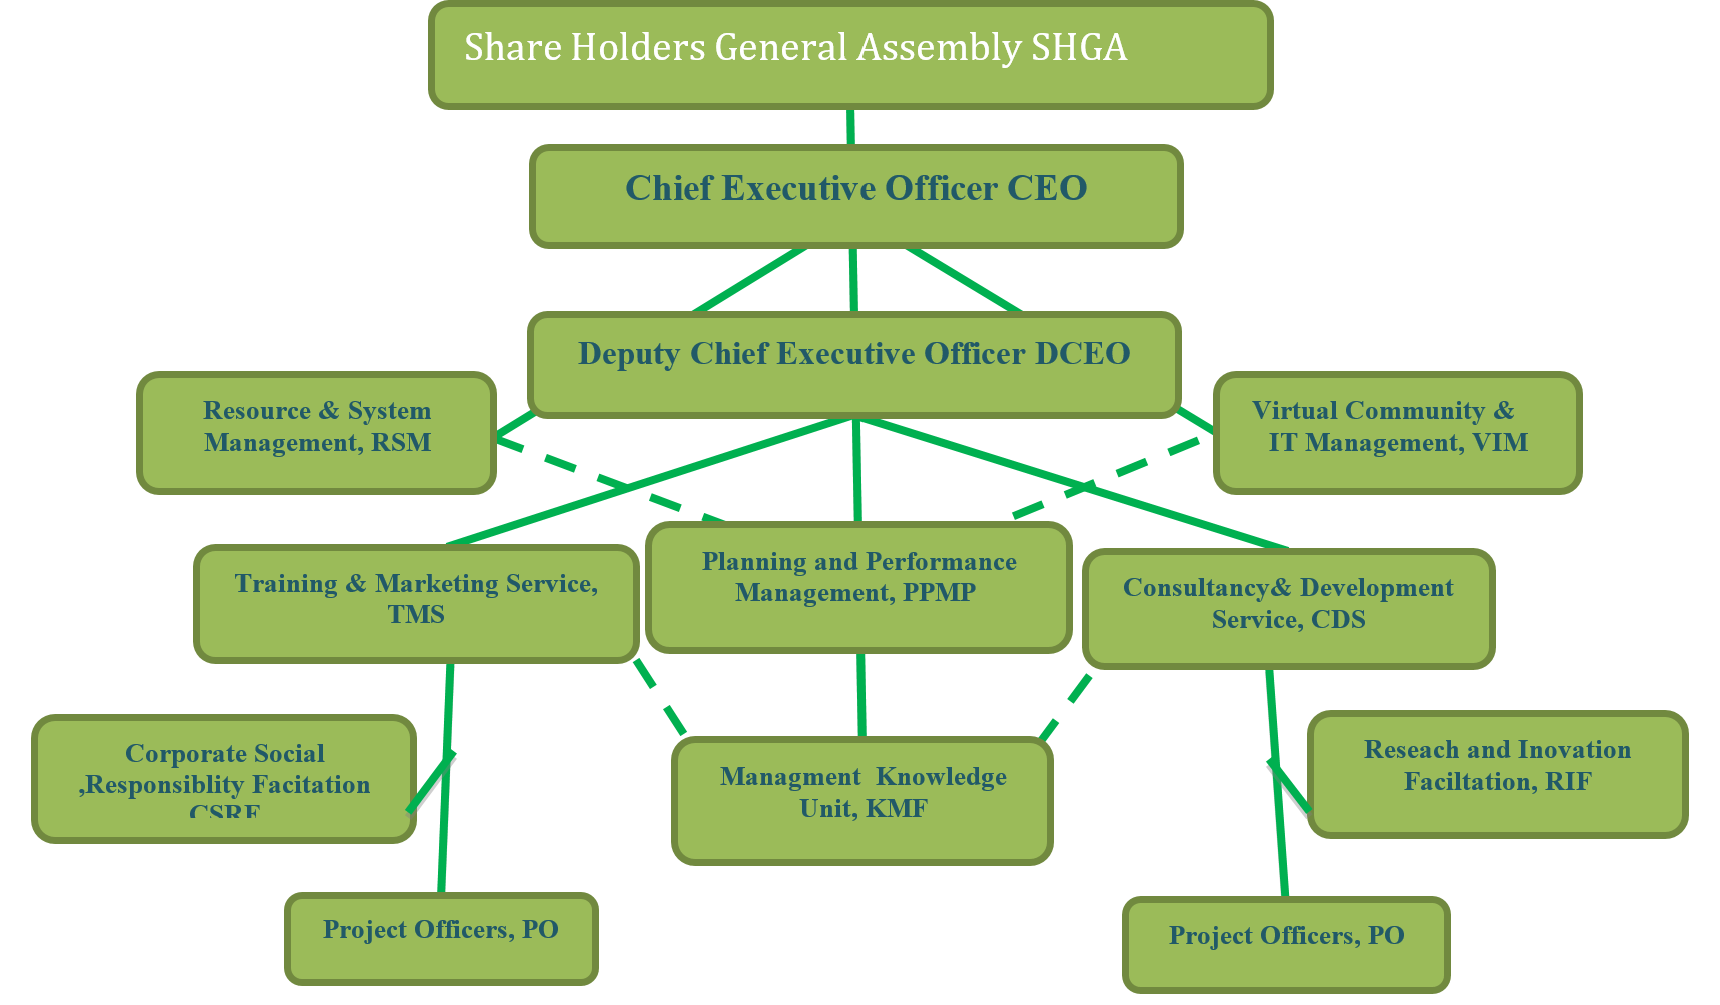 Share Holders General Assembly SHGA
Chief Executive Officer CEO
Deputy Chief Executive Officer DCEO
Resource & System
Management, RSM
Virtual Community &
IT Management, VIM
Training & Marketing Service,
TMS
Planning and Performance
Management, PPMP
Consultancy& Development
Service, CDS
Corporate Social
,Responsiblity Facitation
CSRF
Managment Knowledge
Unit, KMF
Reseach and Inovation
Faciltation, RIF
Project Officers, PO
Project Officers, PO